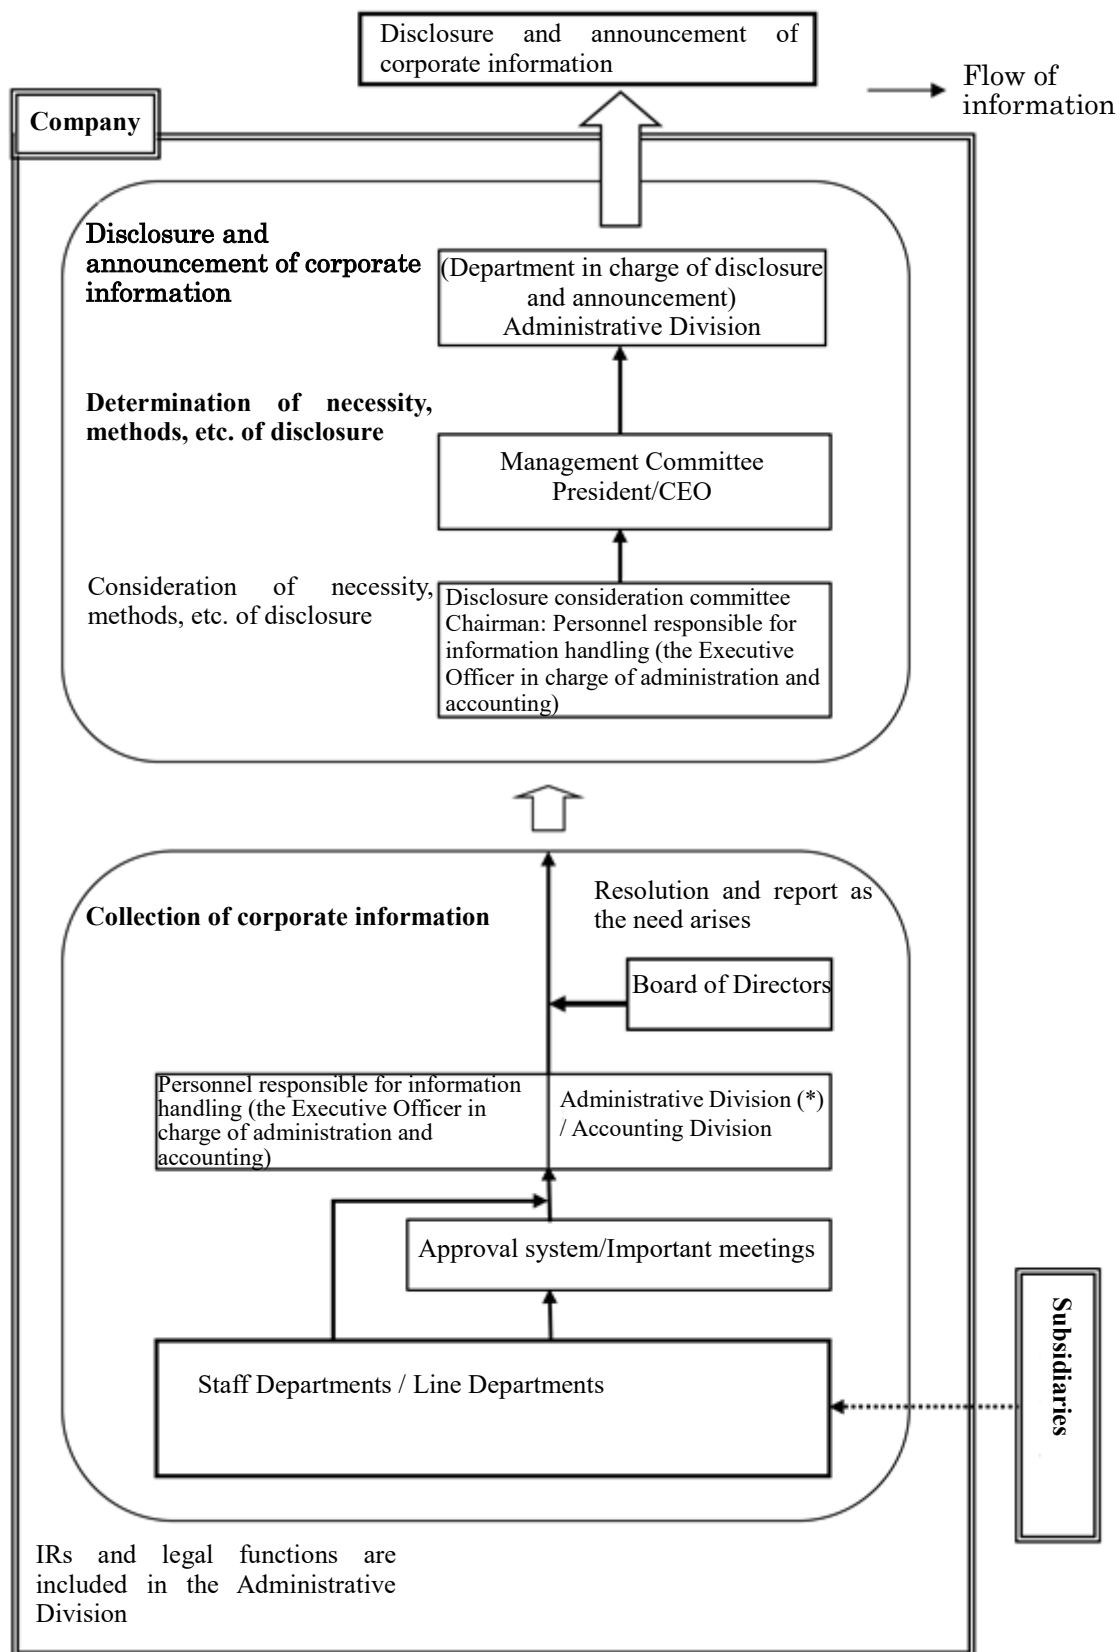 Disclosure and announcement of
corporate information
Flow of
information
Company
Disclosure and
announcement of corporate
information
(Department in charge of disclosure
and announcement)
Administrative Division
Determination of necessity,
methods, etc. of disclosure
Management Committee
President/CEO
Consideration of necessity,
methods, etc. of disclosure
Disclosure consideration committee
Chairman: Personnel responsible for
information handling (the Executive
Officer in charge of administration and
accounting)
Collection of corporate information
Resolution and report as
the need arises
Board of Directors
Personnel responsible for information
handling (the Executive Officer in
charge of administration and
accounting)
Administrative Division (*)
/ Accounting Division
Approval system/Important meetings
Staff Departments / Line Departments
Subsidiaries
IRs and legal functions are
included in the Administrative
Division